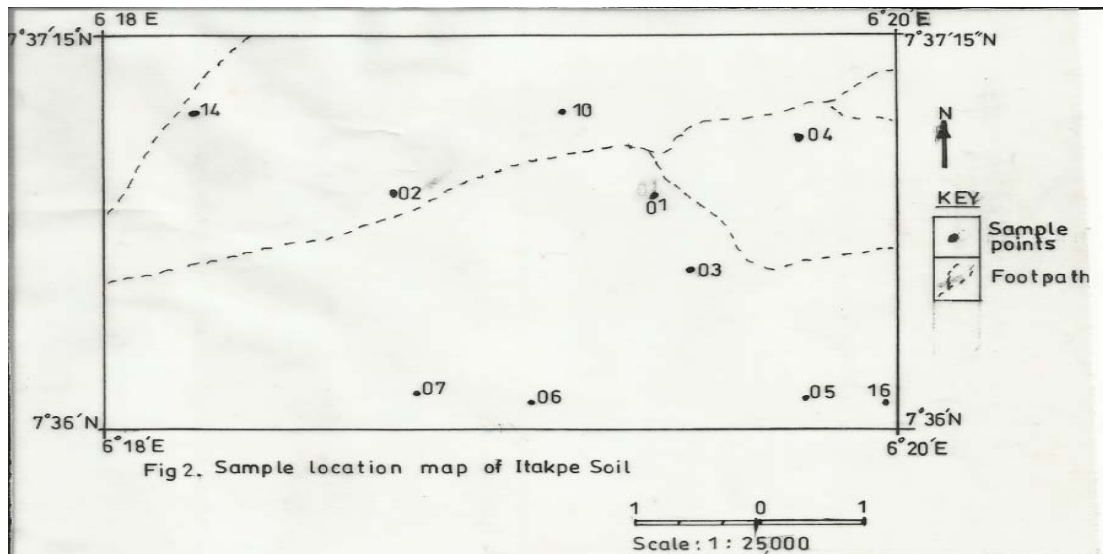 6 18 E
6°20′E
7°37′15″N
7°37′15″N
14
10
04
N
02
01
01
KEY
Sample
points
03
Footpath
07
06
05
16
7°36′N
7°36′N
6°18′E
6°20′E
Fig 2. Sample location map of Itakpe Soil
1 0 1
Scale: 1 : 25000